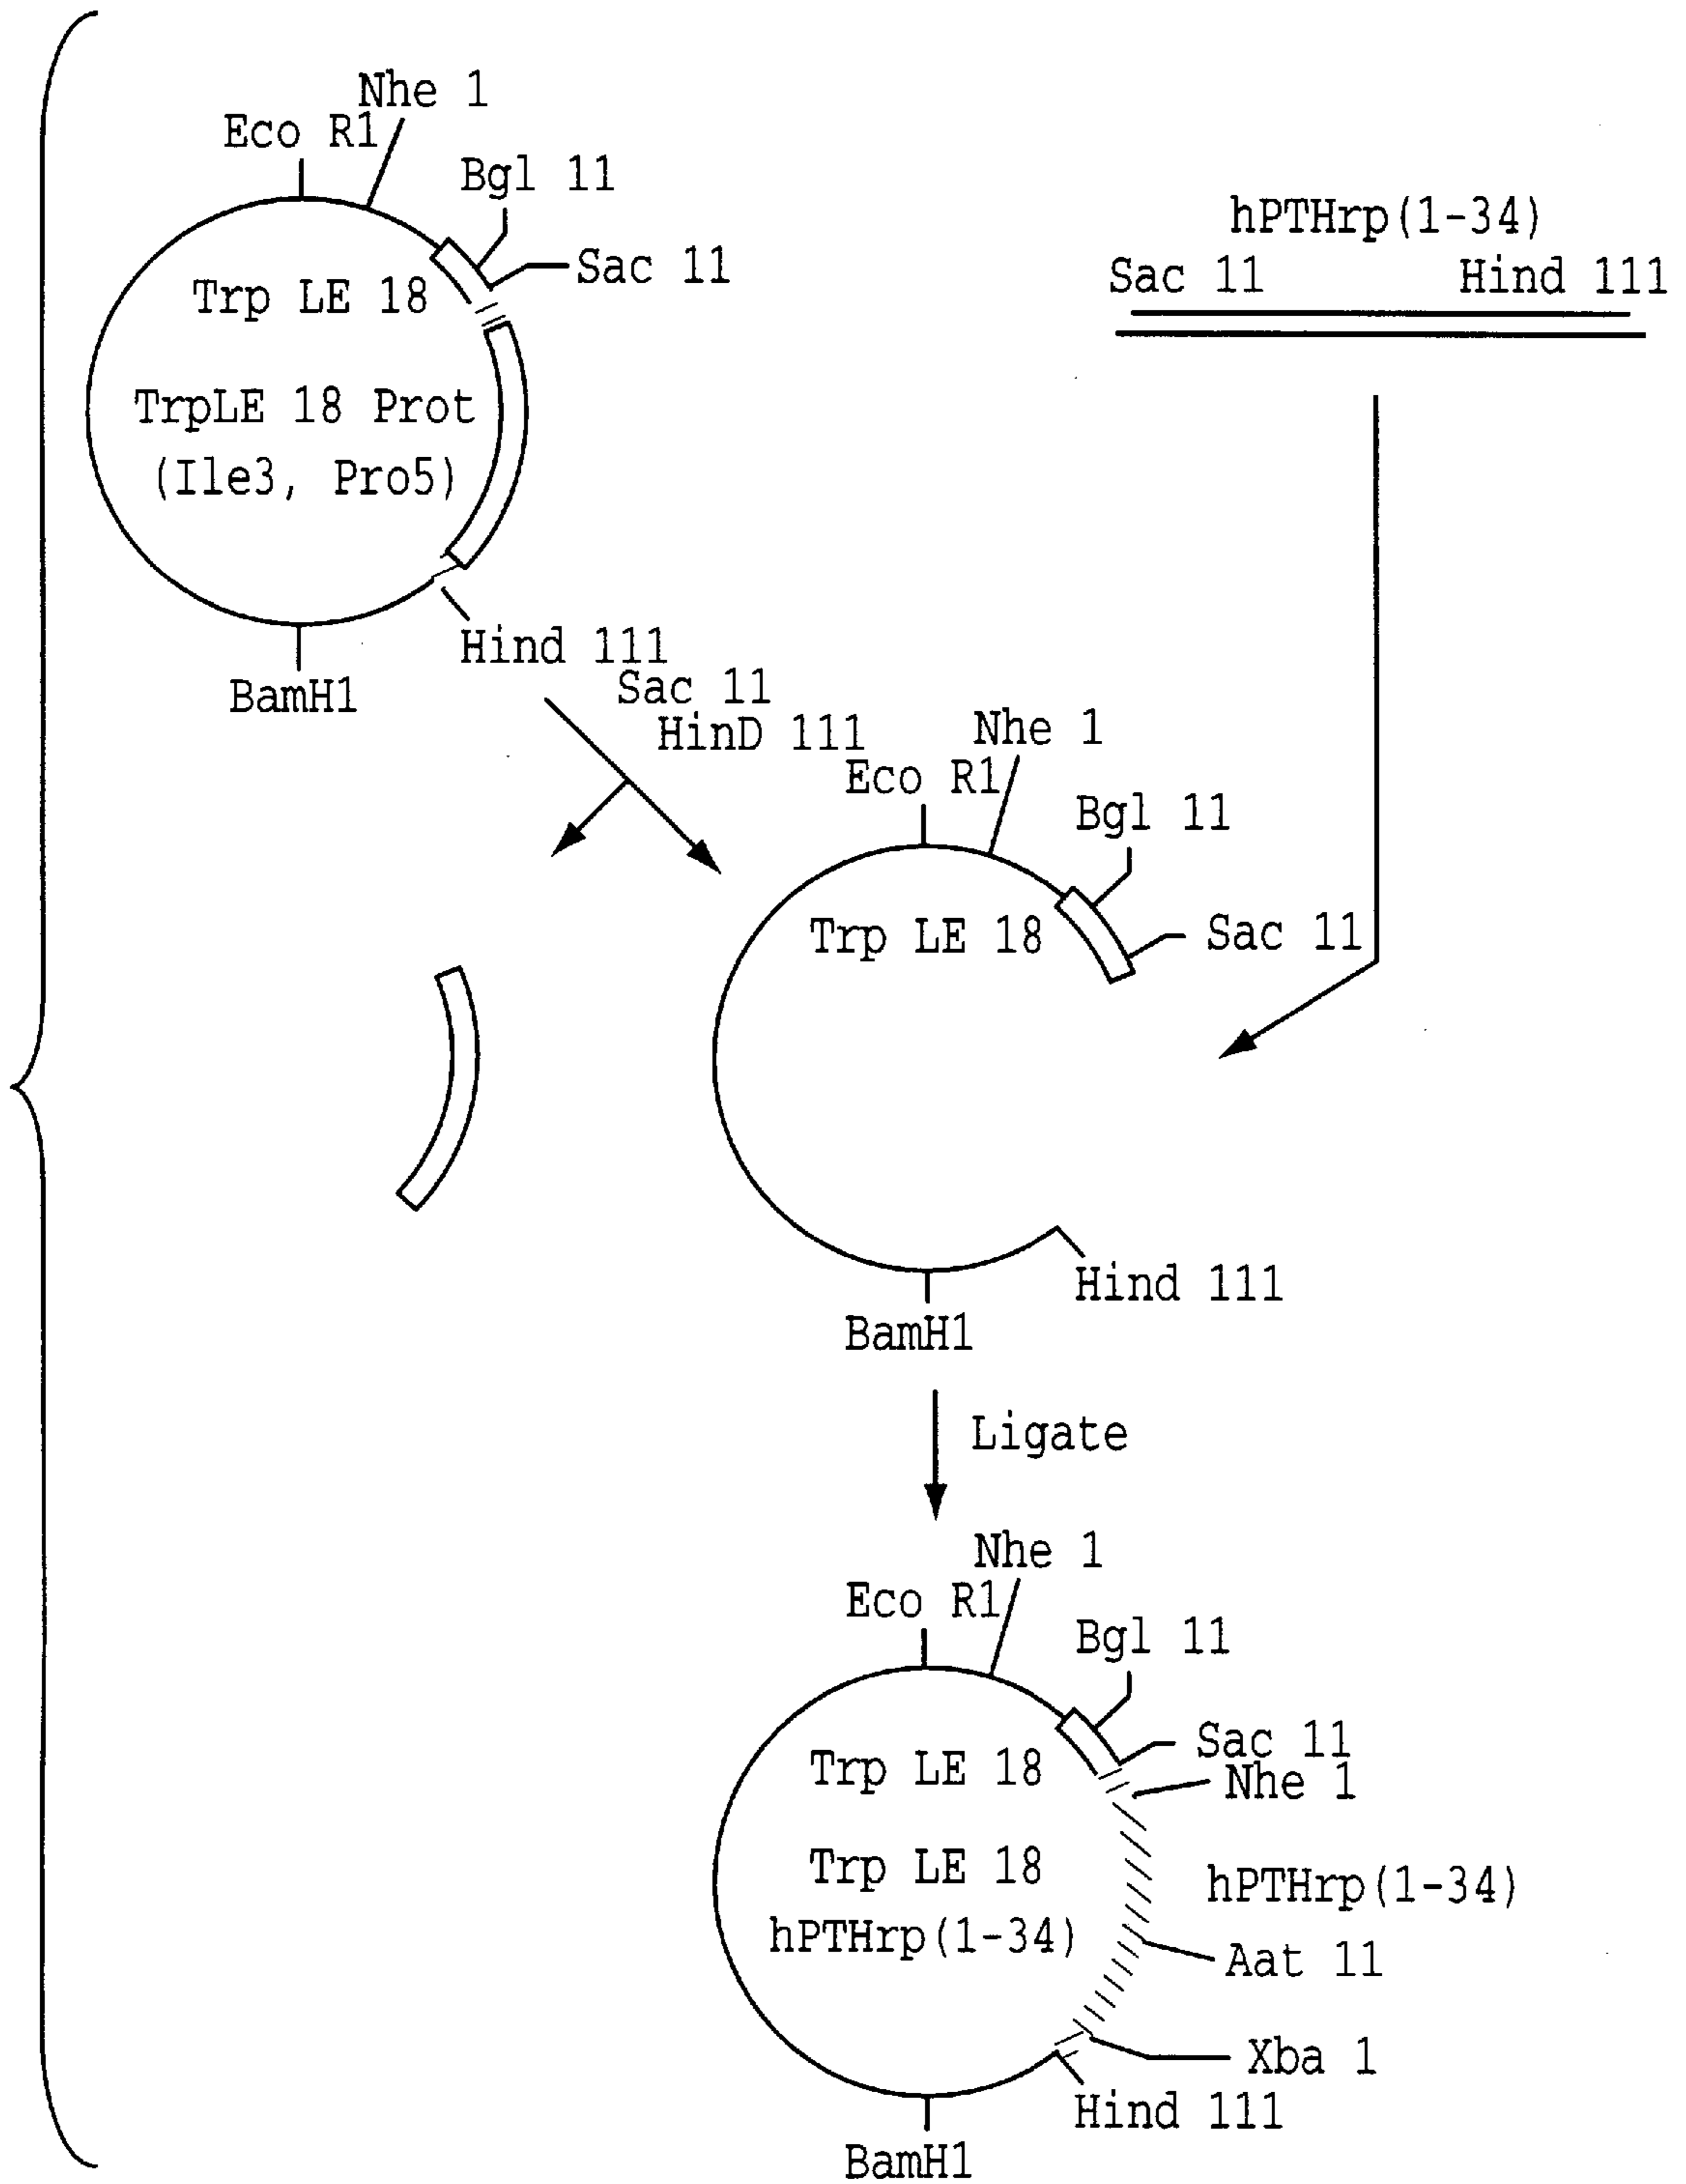 Nhe 1
Eco R1
Bgl 11
Sac 11
Trp LE 18
TrpLE 18 Prot
(Ile3, Pro5)
Hind 111
BamH1
hPTHrp(1-34)
Sac 11 Hind 111
Sac 11
HinD 111
Nhe 1
Eco R1
Bgl 11
Trp LE 18
Sac 11
Hind 111
BamH1
Ligate
Nhe 1
Eco R1
Bgl 11
Sac 11
Trp LE 18
Nhe 1
Trp LE 18
hPTHrp(1-34)
hPTHrp(1-34)
Aat 11
Xba 1
Hind 111
BamH1